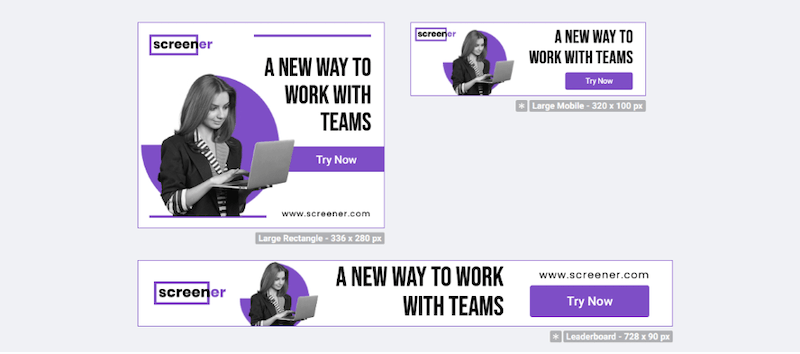 screener
A NEW WAY TO
WORK WITH
TEAMS
Try Now
www.screener.com
Large Rectangle - 336 x 280 px
screener
A NEW WAY TO
WORK WITH TEAMS
Try Now
* Large Mobile - 320 x 100 px
screener
A NEW WAY TO WORK
WITH TEAMS
www.screener.com
Try Now
* Leaderboard - 728 x 90 px